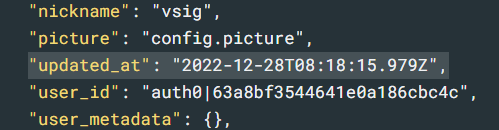 "nickname": "vsig",
"picture": "config.picture",
"updated_at": "2022-12-28T08:18:15.979Z",
"user_id": "auth0|63a8bf3544641e0a186cbc4c",
"user_metadata": {},